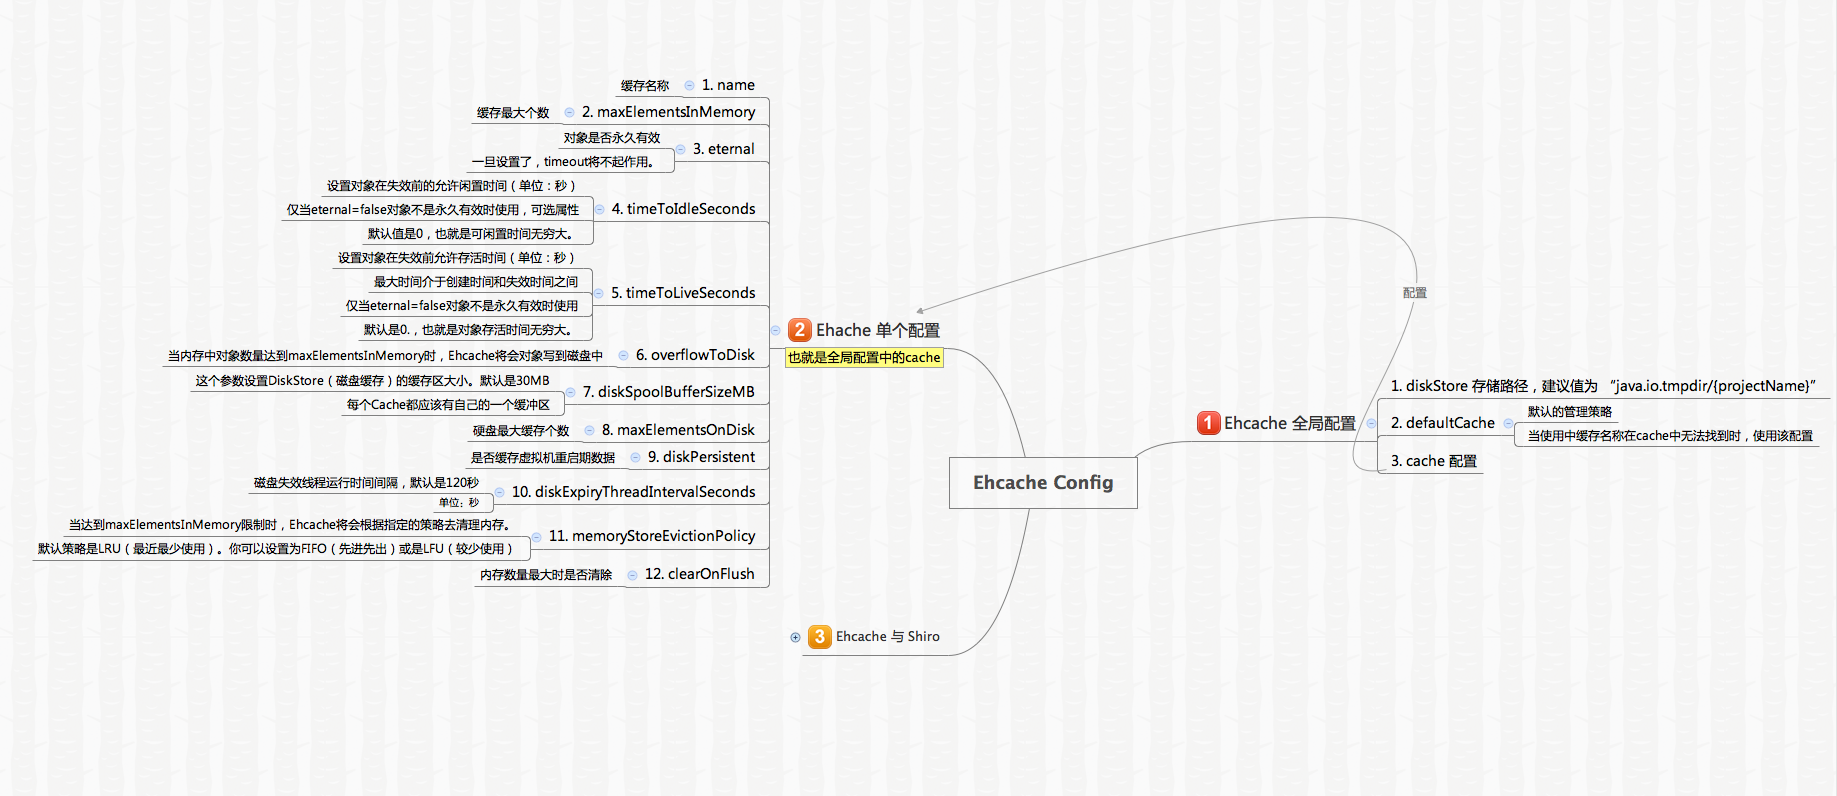 Ehcache Config
1 Ehcache 全局配置
1. diskStore 存储路径，建议值为 “java.io.tmpdir/{projectName}”
2. defaultCache
默认的管理策略
当使用中缓存名称在cache中无法找到时，使用该配置
3. cache 配置
配置
2 Ehache 单个配置
也就是全局配置中的cache
1. name
缓存名称
2. maxElementsInMemory
缓存最大个数
3. eternal
对象是否永久有效
一旦设置了，timeout将不起作用。
4. timeToIdleSeconds
设置对象在失效前的允许闲置时间（单位：秒）
仅当eternal=false对象不是永久有效时使用，可选属性
默认值是0，也就是可闲置时间无穷大。
5. timeToLiveSeconds
设置对象在失效前允许存活时间（单位：秒）
最大时间介于创建时间和失效时间之间
仅当eternal=false对象不是永久有效时使用
默认是0.，也就是对象存活时间无穷大。
6. overflowToDisk
当内存中对象数量达到maxElementsInMemory时，Ehcache将会对象写到磁盘中
7. diskSpoolBufferSizeMB
这个参数设置DiskStore（磁盘缓存）的缓存区大小。默认是30MB
每个Cache都应该有自己的一个缓冲区
8. maxElementsOnDisk
硬盘最大缓存个数
9. diskPersistent
是否缓存虚拟机重启期数据
10. diskExpiryThreadIntervalSeconds
磁盘失效线程运行时间间隔，默认是120秒
单位：秒
11. memoryStoreEvictionPolicy
当达到maxElementsInMemory限制时，Ehcache将会根据指定的策略去清理内存。
默认策略是LRU（最近最少使用）。你可以设置为FIFO（先进先出）或是LFU（较少使用）
12. clearOnFlush
内存数量最大时是否清除
3 Ehcache 与 Shiro